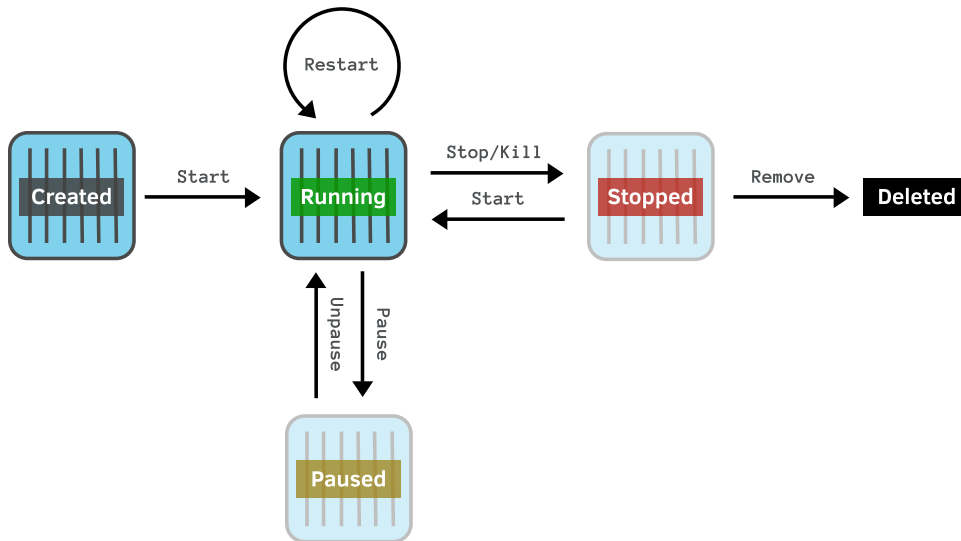 Restart
Created
Start
Running
Stop/Kill
Start
Stopped
Remove
Deleted
Unpause
Pause
Paused